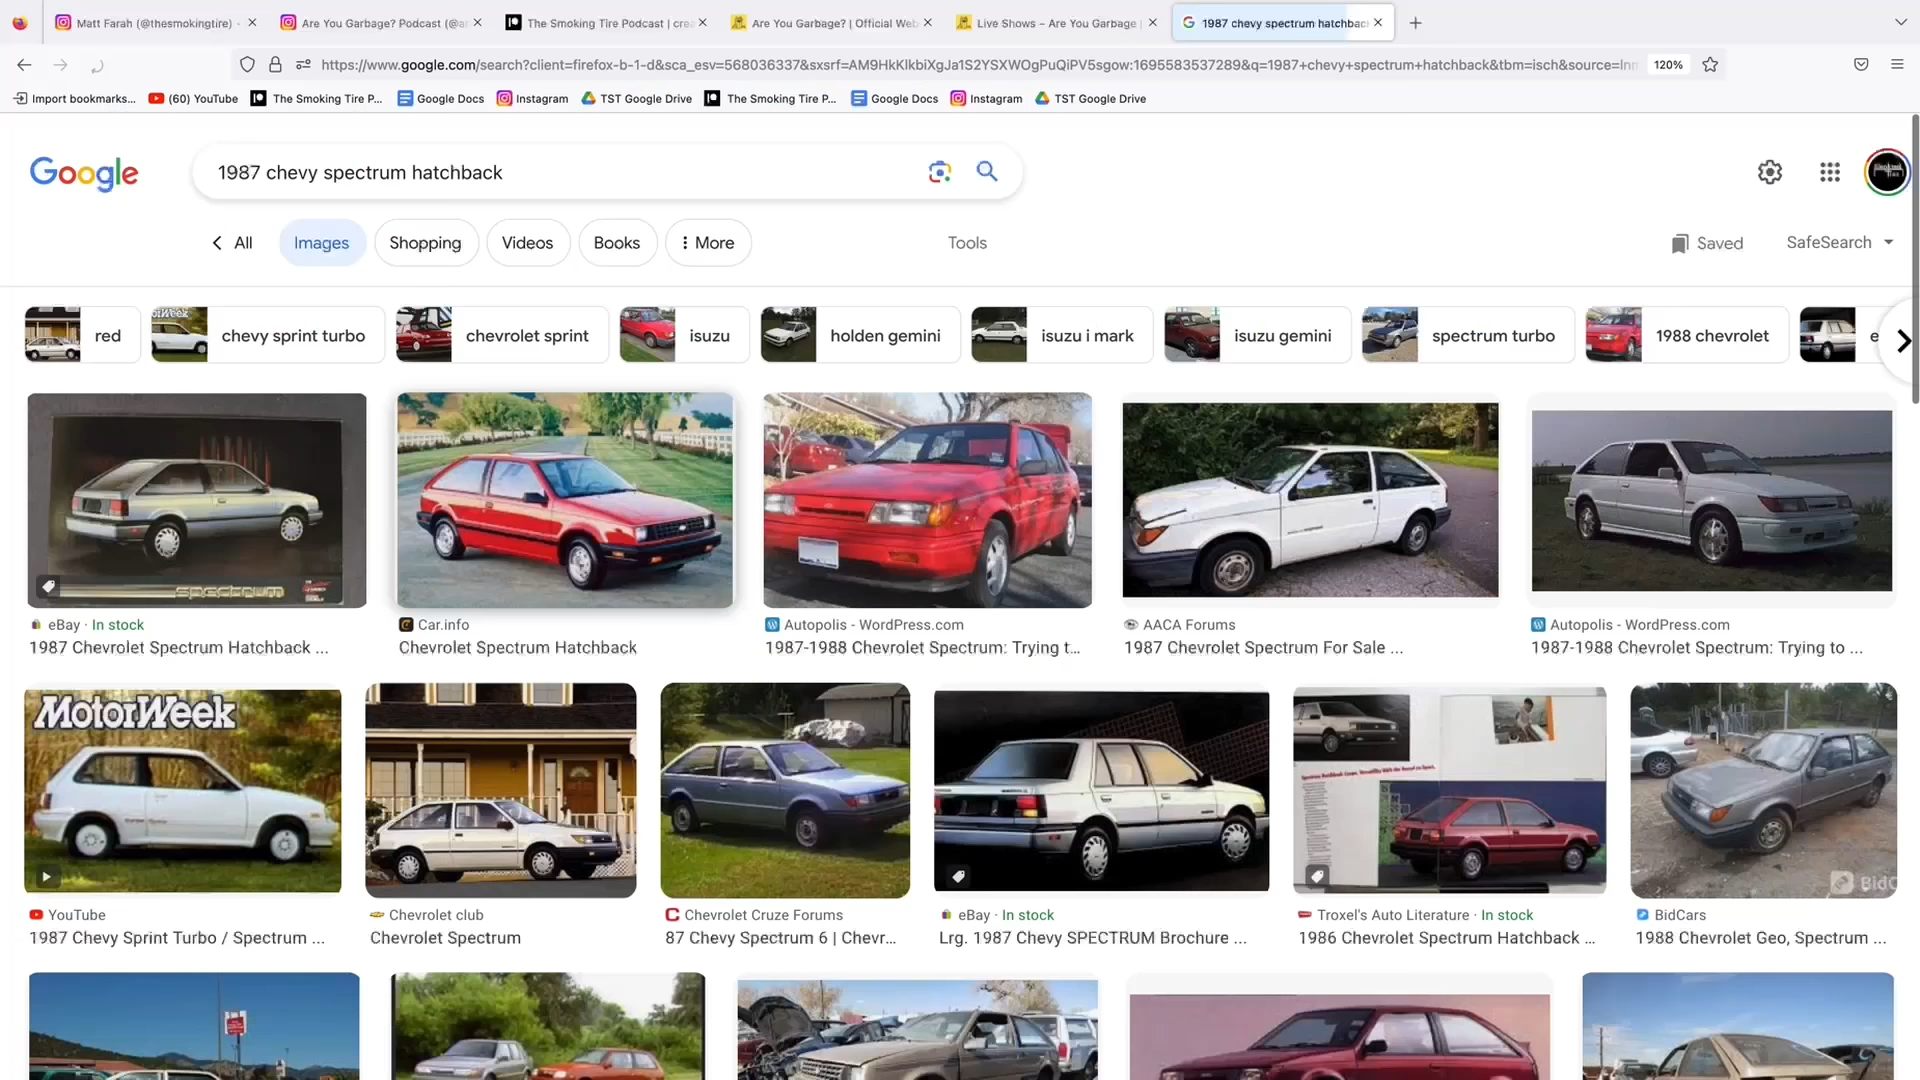 Matt Farah (@thesmokingtire) •
Are You Garbage? Podcast (@ar
The Smoking Tire Podcast | crea
Are You Garbage? | Official Web
Live Shows – Are You Garbage |
1987 chevy spectrum hatchbac
https://www.google.com/search?client=firefox-b-1-d&sca_esv=568036337&sxsrf=AM9HkKlkbiXgJa1S2YSXWOgPuQiPV5sgow:1695583537289&q=1987+chevy+spectrum+hatchback&tbm=isch&source=lnm
120%
Import bookmarks...
(60) YouTube
The Smoking Tire P...
Google Docs
Instagram
TST Google Drive
The Smoking Tire P...
Google Docs
Instagram
TST Google Drive
Google
1987 chevy spectrum hatchback
All
Images
Shopping
Videos
Books
More
Tools
Saved
SafeSearch
red
chevy sprint turbo
chevrolet sprint
isuzu
holden gemini
isuzu i mark
isuzu gemini
spectrum turbo
1988 chevrolet
e
spectrum
eBay · In stock
1987 Chevrolet Spectrum Hatchback ...
Car.info
Chevrolet Spectrum Hatchback
Autopolis - WordPress.com
1987-1988 Chevrolet Spectrum: Trying t...
AACA Forums
1987 Chevrolet Spectrum For Sale ...
Autopolis - WordPress.com
1987-1988 Chevrolet Spectrum: Trying to ...
MotorWeek
BidC
YouTube
1987 Chevy Sprint Turbo / Spectrum ...
Chevrolet club
Chevrolet Spectrum
Chevrolet Cruze Forums
87 Chevy Spectrum 6 | Chevr...
eBay · In stock
Lrg. 1987 Chevy SPECTRUM Brochure ...
Troxel's Auto Literature · In stock
1986 Chevrolet Spectrum Hatchback ...
BidCars
1988 Chevrolet Geo, Spectrum ...